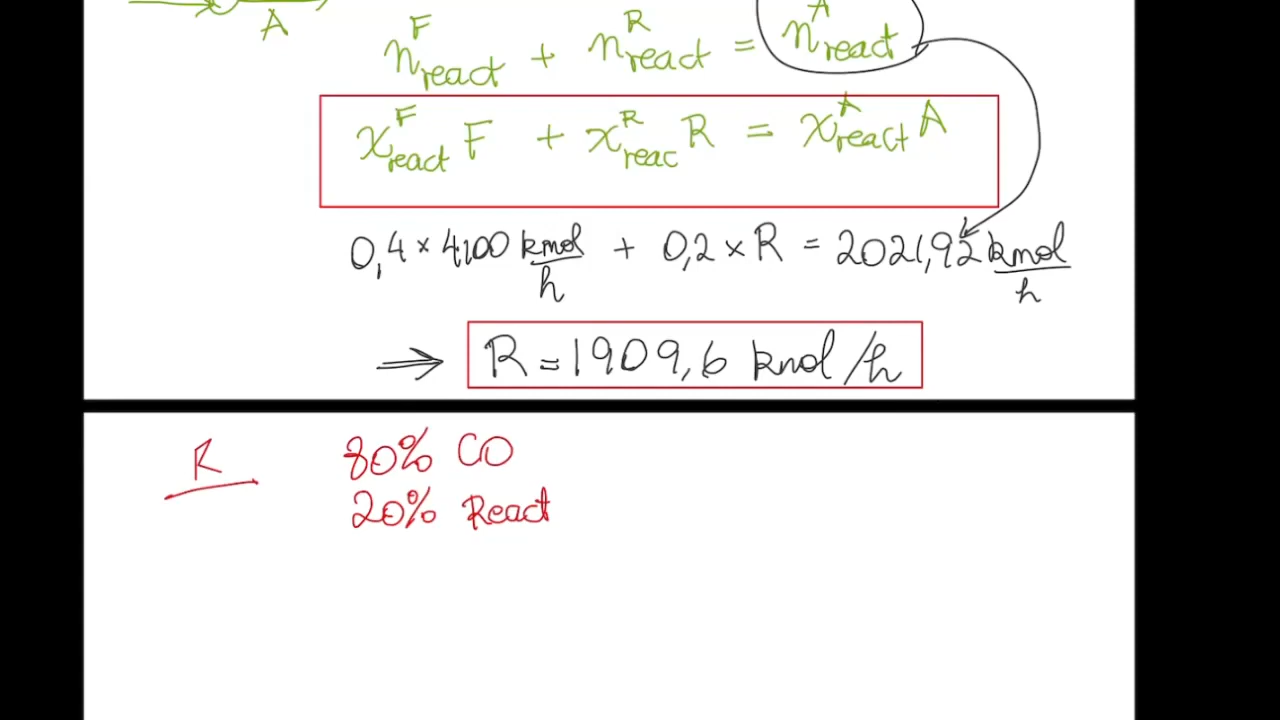 A
n^F_react + n^R_react = n^A_react
x^F_react F + x^R_reac R = x^A_react A
0,4 × 4100 kmol/h + 0,2 × R = 2021,92 kmol/h
⇒ R = 1909,6 kmol/h
R 80% CO
20% React